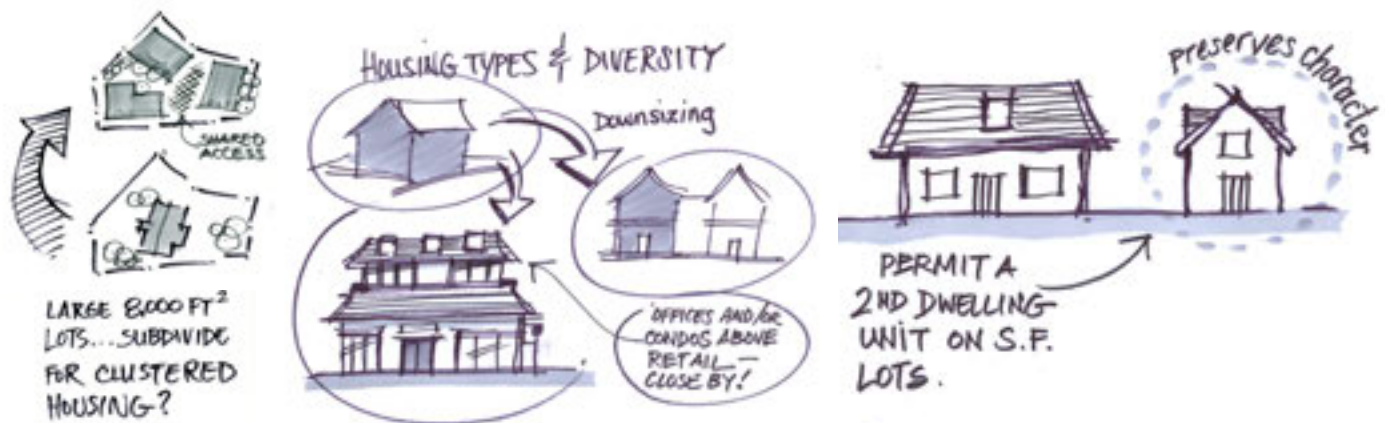 SHARED
ACCESS
LARGE 8,000 FT²
LOTS...SUBDIVIDE
FOR CLUSTERED
HOUSING?
HOUSING TYPES & DIVERSITY
Downsizing
OFFICES AND/OR
CONDOS ABOVE
RETAIL —
CLOSE BY!
preserves character
PERMIT A
2ND DWELLING
UNIT ON S.F.
LOTS.